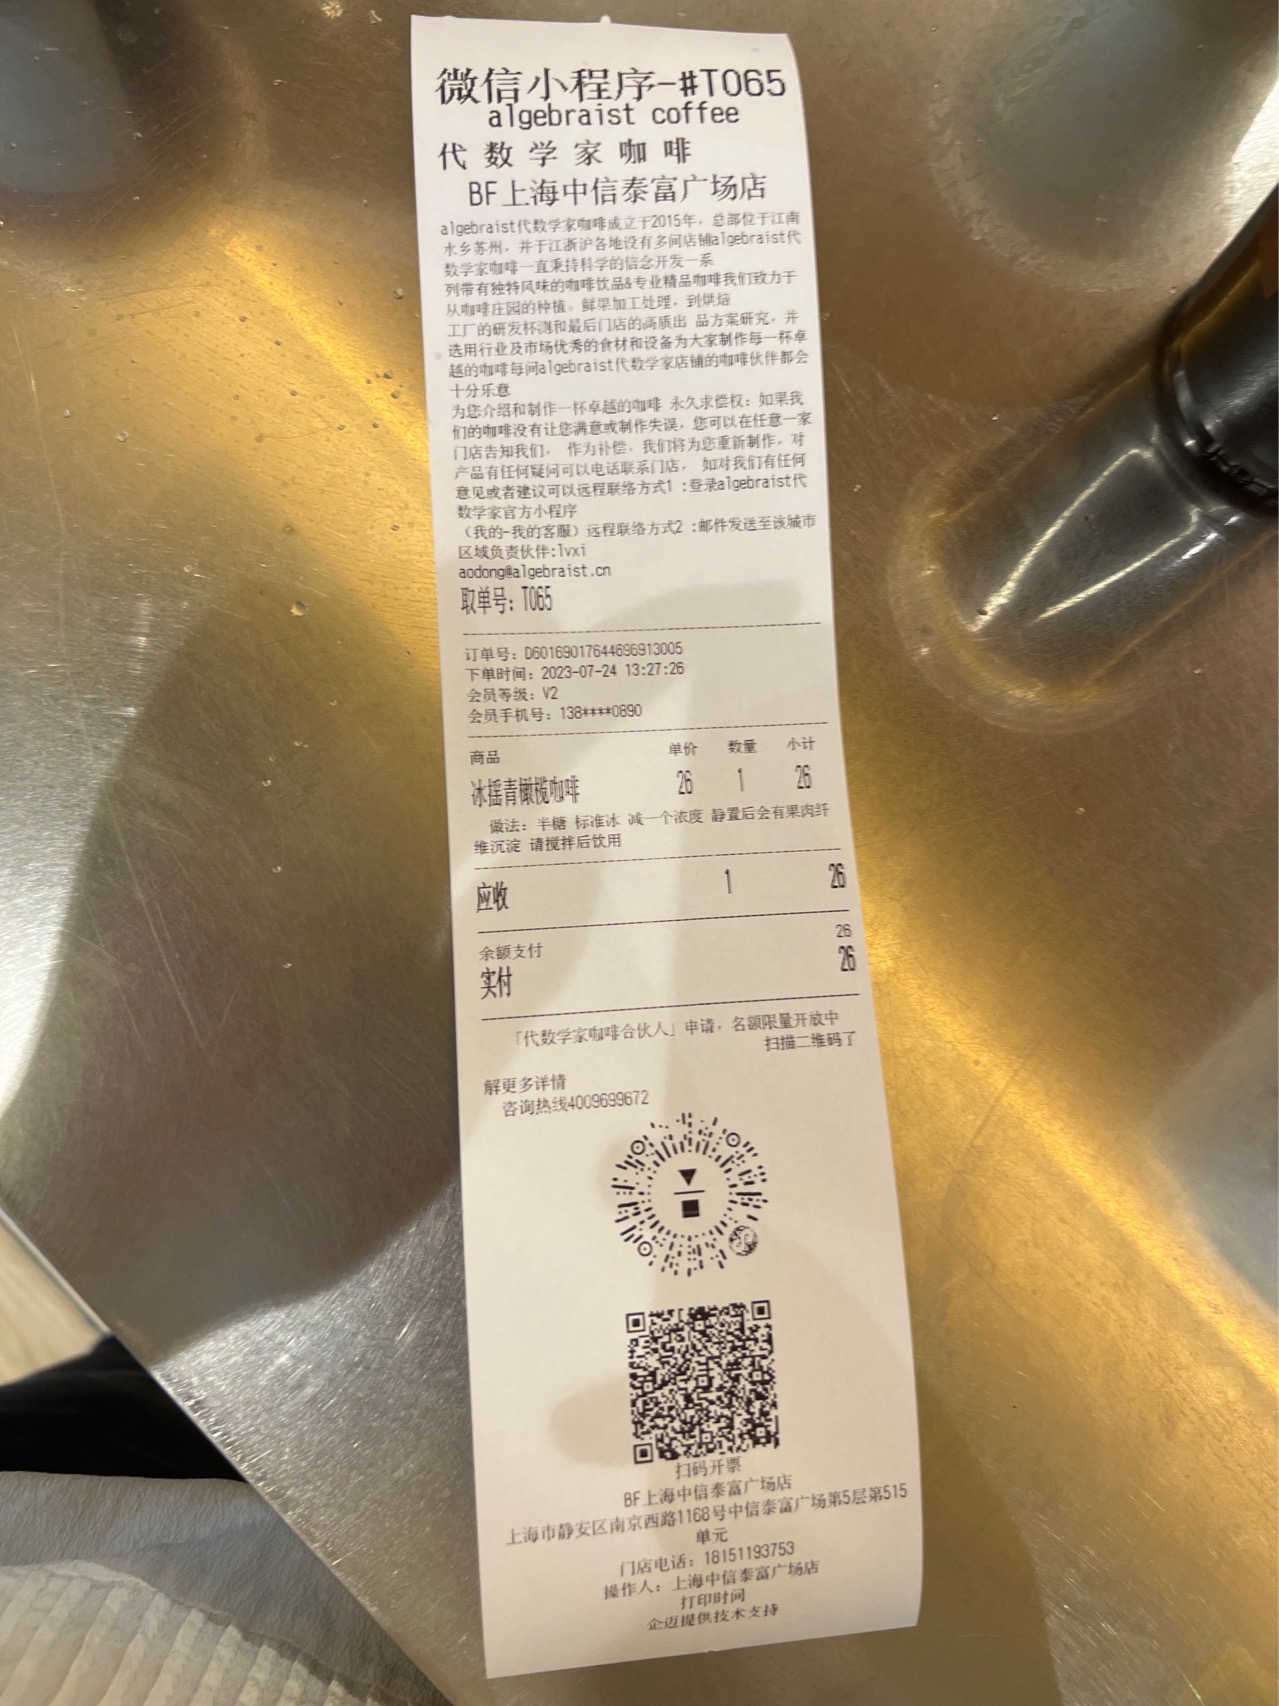 微信小程序-#T065
algebraist coffee
代数学家咖啡
BF上海中信泰富广场店
algebraist代数学家咖啡成立于2015年，总部位于江南
水乡苏州，并于江浙沪各地设有多间店铺algebraist代
数学家咖啡一直秉持科学的信念开发一系
列带有独特风味的咖啡饮品&专业精品咖啡我们致力于
从咖啡庄园的种植。鲜果加工处理，到烘焙
工厂的研发杯测和最后门店的高质出 品方案研究，并
选用行业及市场优秀的食材和设备为大家制作每一杯卓
越的咖啡每间algebraist代数学家店铺的咖啡伙伴都会
十分乐意
为您介绍和制作一杯卓越的咖啡 永久求偿权：如果我
们的咖啡没有让您满意或制作失误，您可以在任意一家
门店告知我们， 作为补偿，我们将为您重新制作，对
产品有任何疑问可以电话联系门店， 如对我们有任何
意见或者建议可以远程联络方式1 :登录algebraist代
数学家官方小程序
（我的-我的客服）远程联络方式2 :邮件发送至该城市
区域负责伙伴:lvxi
aodong@algebraist.cn
取单号：T065
订单号：D60169017644696913005
下单时间：2023-07-24 13:27:26
会员等级：V2
会员手机号：138****0890
商品 单价 数量 小计
冰摇青橄榄咖啡 26 1 26
做法：半糖 标准冰 减一个浓度 静置后会有果肉纤
维沉淀 请搅拌后饮用
应收 1 26
余额支付 26
实付 26
「代数学家咖啡合伙人」申请，名额限量开放中
扫描二维码了
解更多详情
咨询热线4009699672
扫码开票
BF上海中信泰富广场店
上海市静安区南京西路1168号中信泰富广场第5层第515
单元
门店电话：18151193753
操作人：上海中信泰富广场店
打印时间
企迈提供技术支持